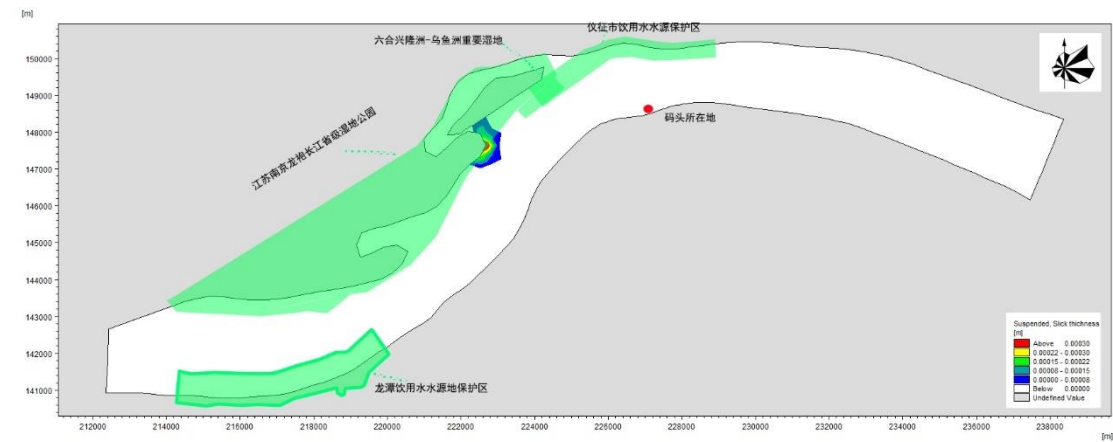 [m]
仪征市饮用水水源保护区
六合兴隆洲-乌鱼洲重要湿地
江苏南京龙袍长江省级湿地公园
码头所在地
龙潭饮用水水源地保护区
150000
149000
148000
147000
146000
145000
144000
143000
142000
141000
212000 214000 216000 218000 220000 222000 224000 226000 228000 230000 232000 234000 236000 238000
[m]
Suspended, Slick thickness
[m]
Above 0.00030
0.00022 - 0.00030
0.00015 - 0.00022
0.00008 - 0.00015
0.00000 - 0.00008
Below 0.00000
Undefined Value